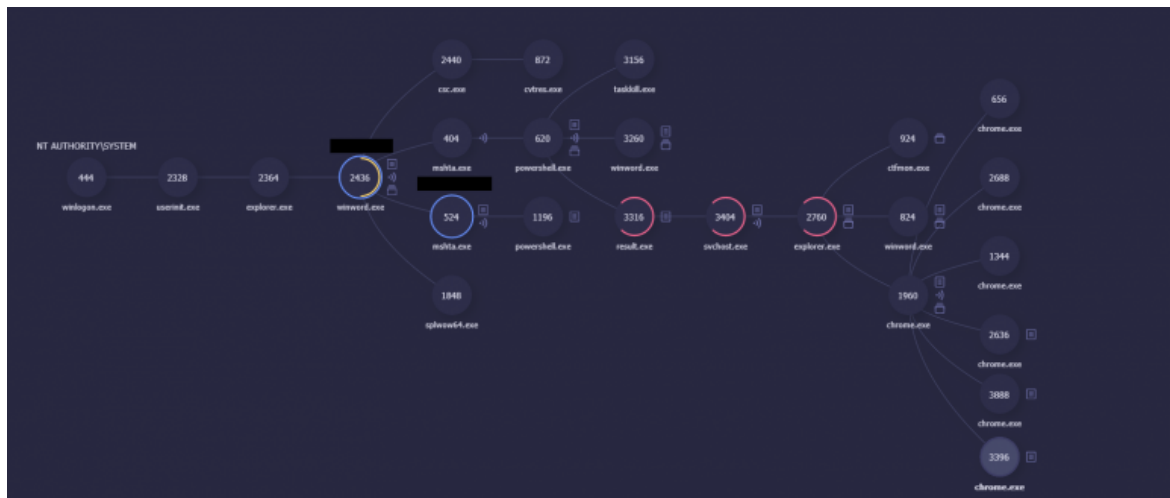 2440
csc.exe
872
cvtres.exe
3156
taskkill.exe
656
chrome.exe
NT AUTHORITY\SYSTEM
444
winlogon.exe
2328
userinit.exe
2364
explorer.exe
2436
winword.exe
404
mshta.exe
620
powershell.exe
3260
winword.exe
924
ctfmon.exe
2688
chrome.exe
524
mshta.exe
1196
powershell.exe
3316
result.exe
3404
svchost.exe
2760
explorer.exe
824
winword.exe
1344
chrome.exe
1848
splwow64.exe
1960
chrome.exe
2636
chrome.exe
3888
chrome.exe
3396
chrome.exe